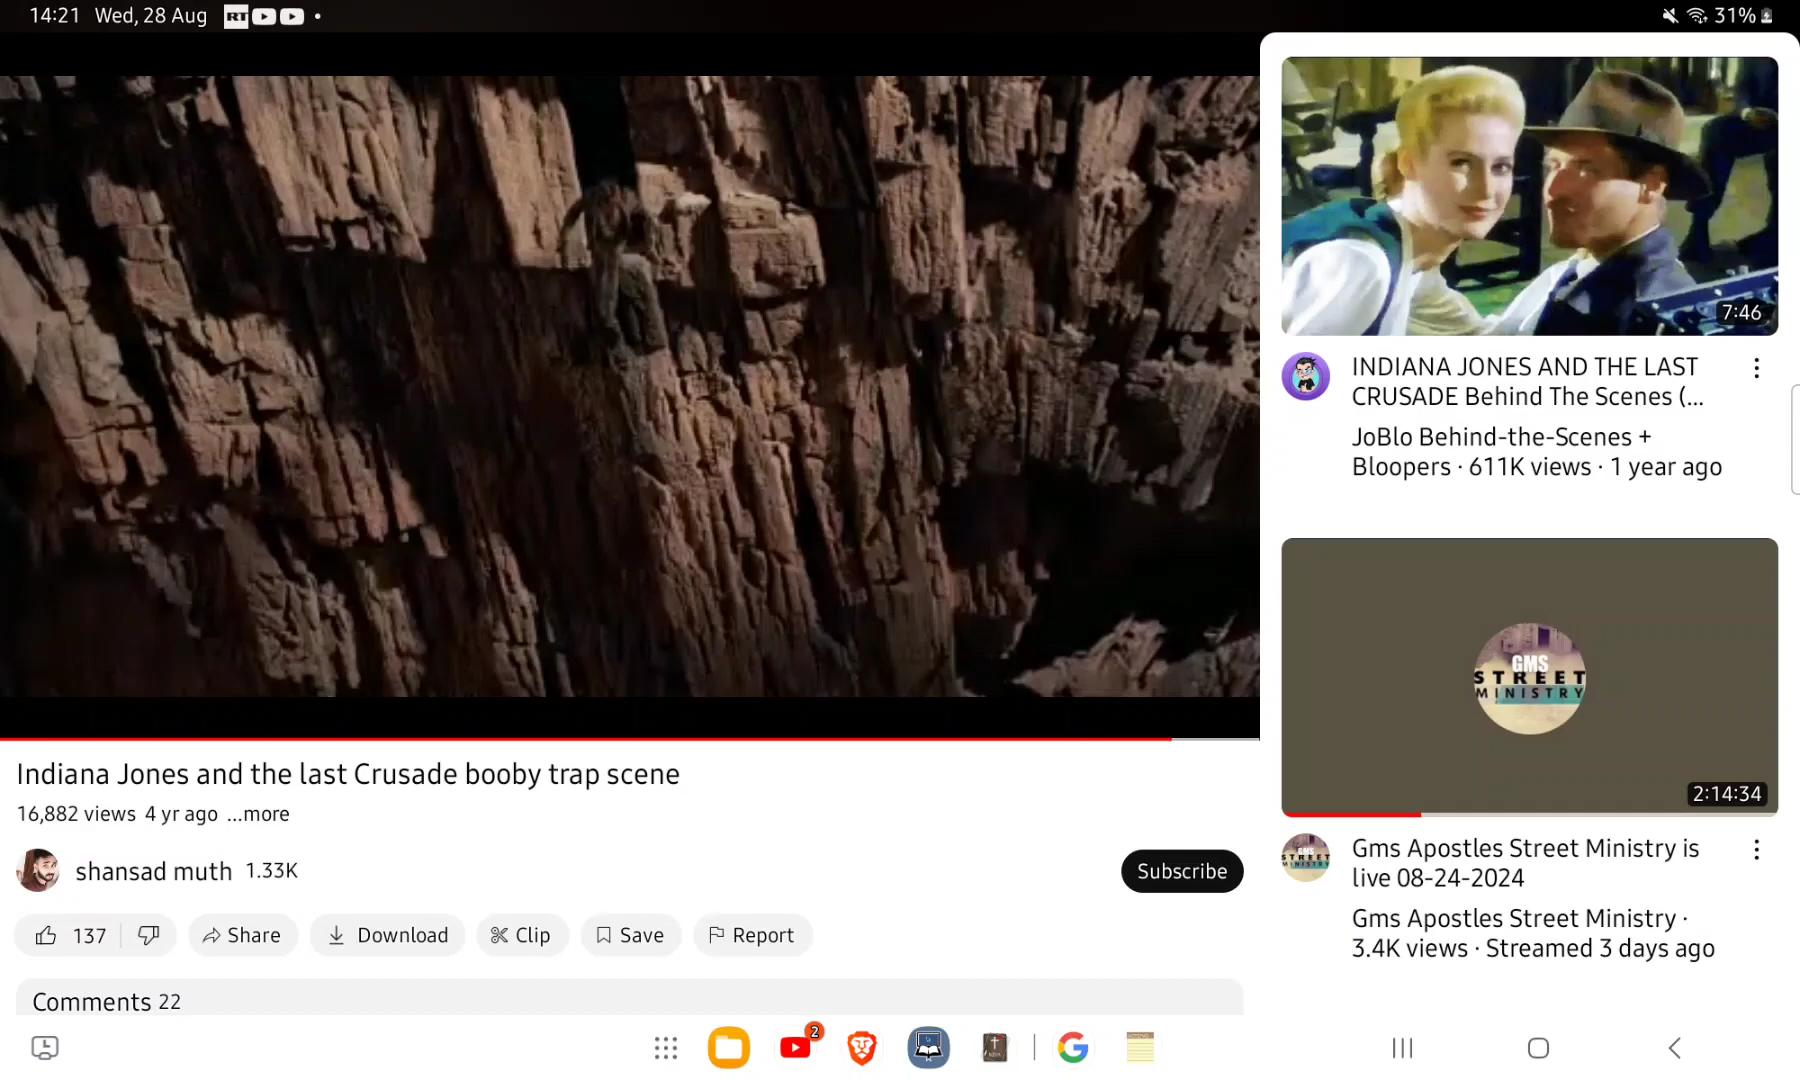 14:21 Wed, 28 Aug RT
31%
7:46
INDIANA JONES AND THE LAST
CRUSADE Behind The Scenes (...
JoBlo Behind-the-Scenes +
Bloopers · 611K views · 1 year ago
GMS
STREET
MINISTRY
2:14:34
GMS
STREET
MINISTRY
Gms Apostles Street Ministry is
live 08-24-2024
Gms Apostles Street Ministry ·
3.4K views · Streamed 3 days ago
Indiana Jones and the last Crusade booby trap scene
16,882 views 4 yr ago ...more
shansad muth 1.33K
Subscribe
137 Share Download Clip Save Report
Comments 22
2